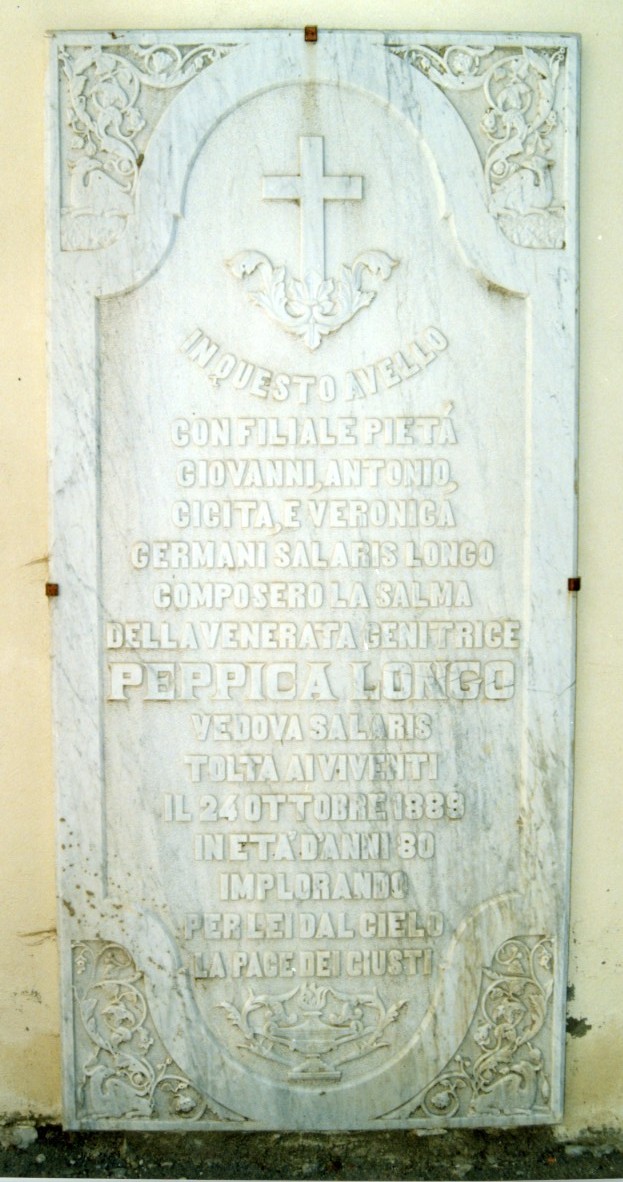 IN QUESTO AVELLO
CON FILIALE PIETÁ
GIOVANNI, ANTONIO,
CICITA, E VERONICA
GERMANI SALARIS LONGO
COMPOSERO LA SALMA
DELLA VENERATA GENITRICE
PEPPICA LONGO
VEDOVA SALARIS
TOLTA AI VIVENTI
IL 24 OTTOBRE 1889
IN ETÁ D'ANNI 80
IMPLORANDO
PER LEI DAL CIELO
LA PACE DEI GIUSTI